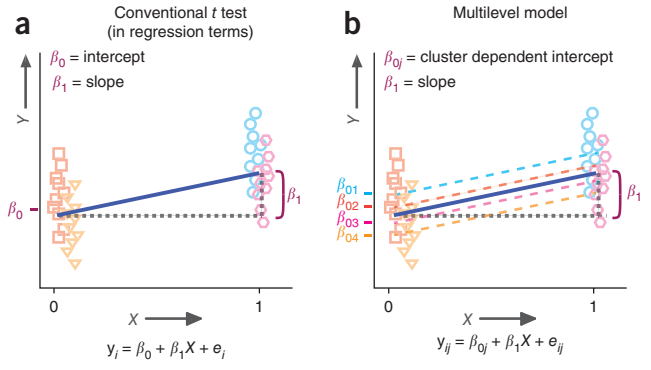 a
Conventional t test
(in regression terms)
β0 = intercept
β1 = slope
Y
β0
β1
0
1
X
yi = β0 + β1X + ei
b
Multilevel model
β0j = cluster dependent intercept
β1 = slope
Y
β01
β02
β03
β04
β1
0
1
X
yij = β0j + β1X + eij